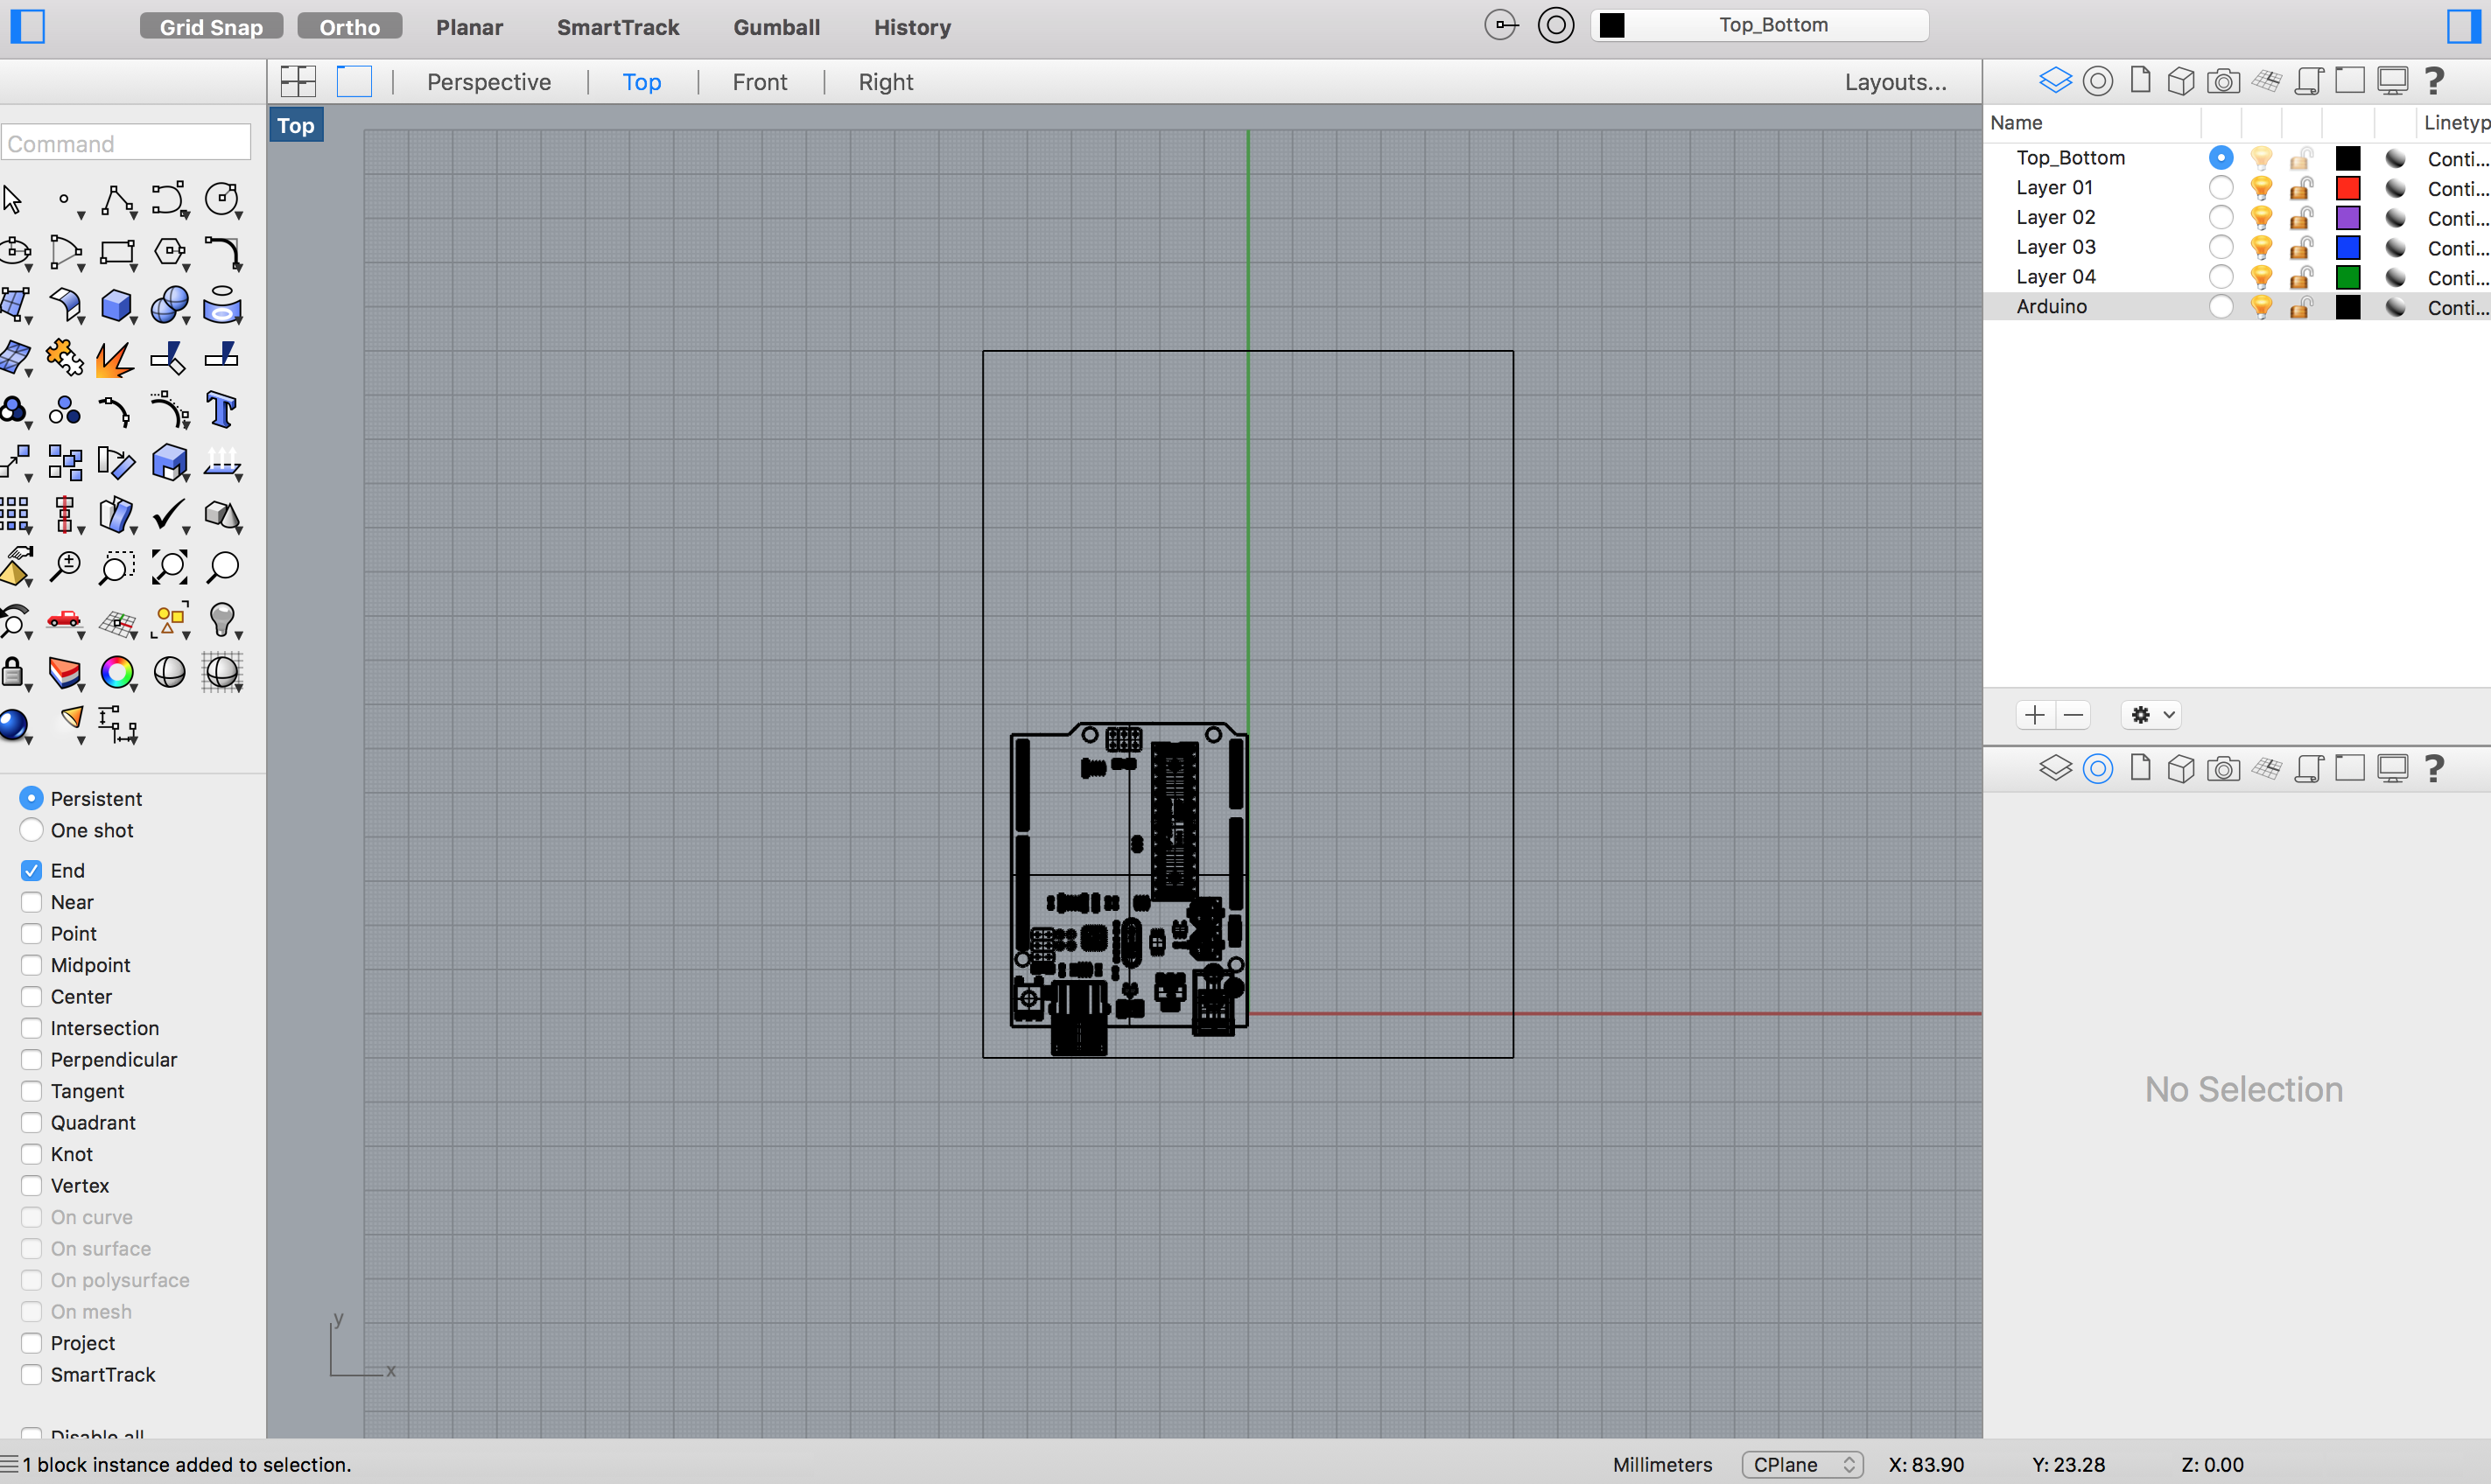 Grid Snap Ortho Planar SmartTrack Gumball History Top_Bottom
Perspective Top Front Right Layouts...
Top
Command
Name Linetyp
Top_Bottom Conti...
Layer 01 Conti...
Layer 02 Conti...
Layer 03 Conti...
Layer 04 Conti...
Arduino Conti...
Persistent
One shot
End
Near
Point
Midpoint
Center
Intersection
Perpendicular
Tangent
Quadrant
Knot
Vertex
On curve
On surface
On polysurface
On mesh
Project
SmartTrack
Disable all
y
x
No Selection
1 block instance added to selection. Millimeters CPlane X: 83.90 Y: 23.28 Z: 0.00